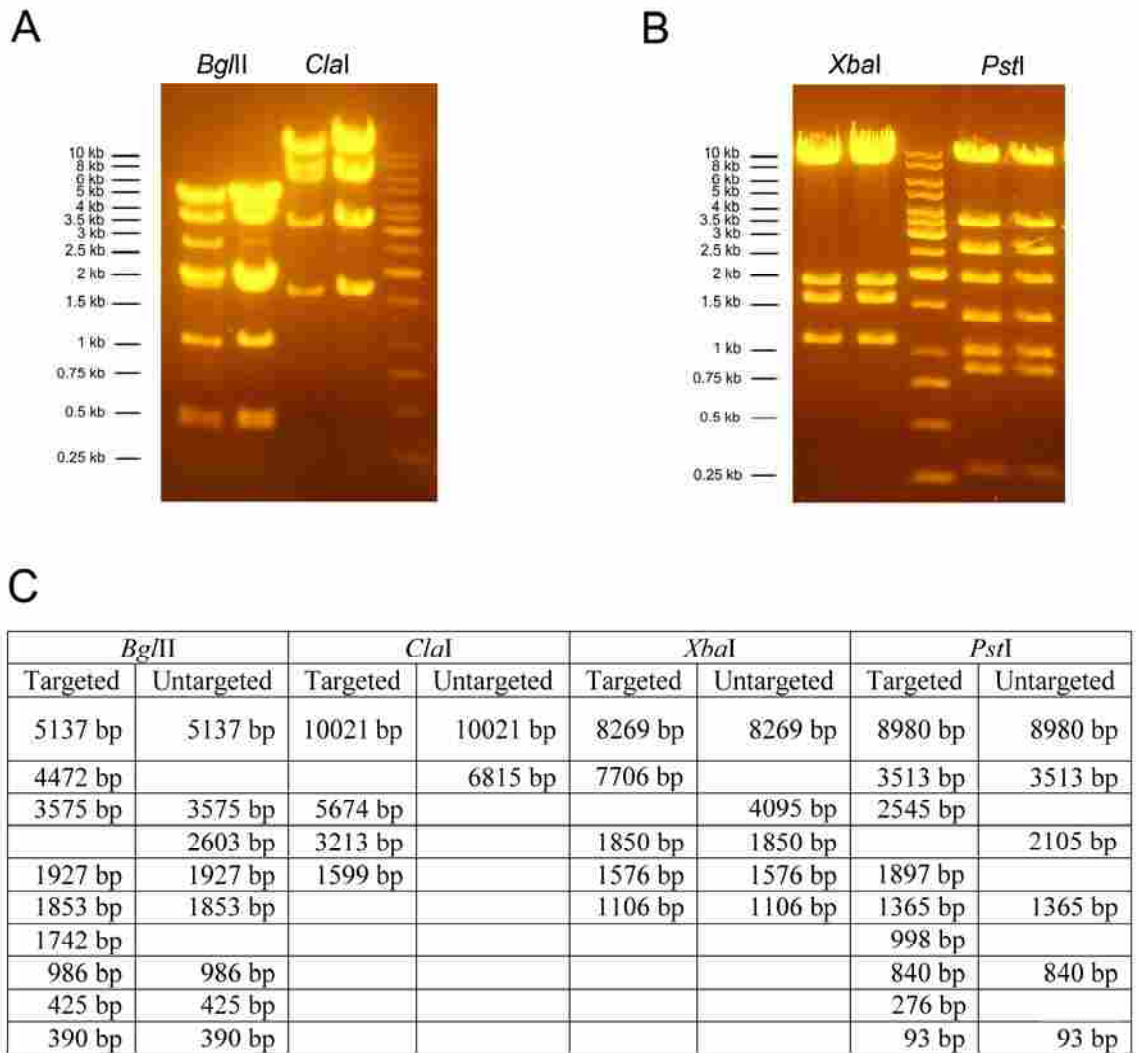 A
B
BglII ClaI
XbaI PstI
10 kb
8 kb
6 kb
5 kb
4 kb
3.5 kb
3 kb
2.5 kb
2 kb
1.5 kb
1 kb
0.75 kb
0.5 kb
0.25 kb
10 kb
8 kb
6 kb
5 kb
4 kb
3.5 kb
3 kb
2.5 kb
2 kb
1.5 kb
1 kb
0.75 kb
0.5 kb
0.25 kb
C
BglII ClaI XbaI PstI
Targeted Untargeted Targeted Untargeted Targeted Untargeted Targeted Untargeted
5137 bp 5137 bp 10021 bp 10021 bp 8269 bp 8269 bp 8980 bp 8980 bp
4472 bp 6815 bp 7706 bp 3513 bp 3513 bp
3575 bp 3575 bp 5674 bp 4095 bp 2545 bp
2603 bp 3213 bp 1850 bp 1850 bp 2105 bp
1927 bp 1927 bp 1599 bp 1576 bp 1576 bp 1897 bp
1853 bp 1853 bp 1106 bp 1106 bp 1365 bp 1365 bp
1742 bp 998 bp
986 bp 986 bp 840 bp 840 bp
425 bp 425 bp 276 bp
390 bp 390 bp 93 bp 93 bp